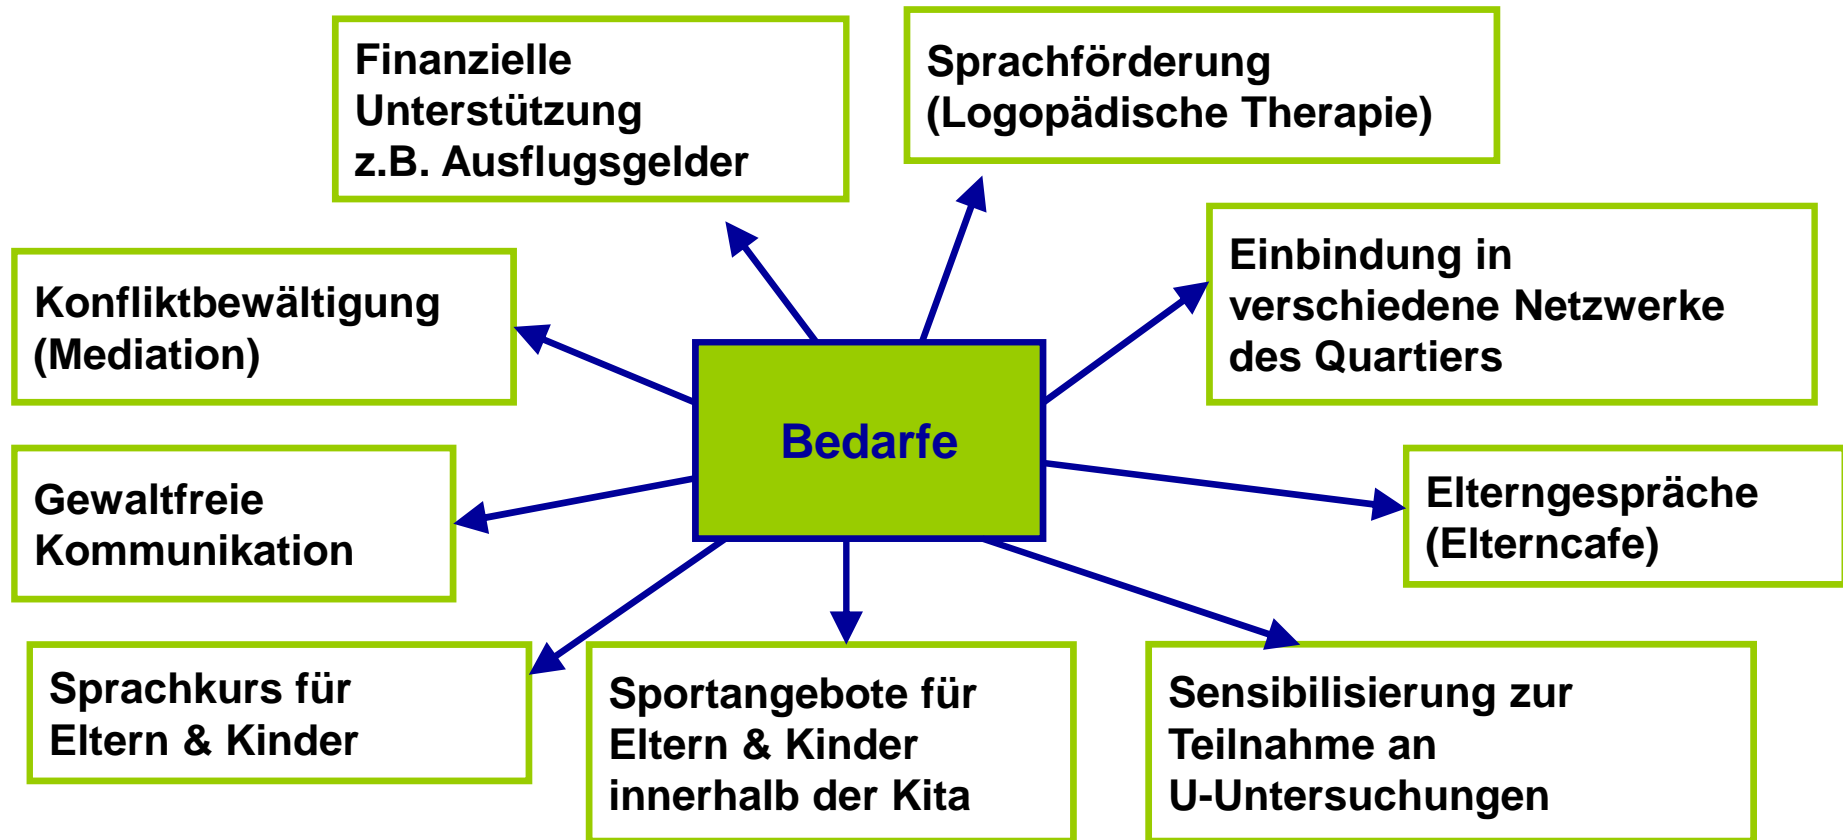 Finanzielle
Unterstützung
z.B. Ausflugsgelder
Sprachförderung
(Logopädische Therapie)
Konfliktbewältigung
(Mediation)
Einbindung in
verschiedene Netzwerke
des Quartiers
Bedarfe
Gewaltfreie
Kommunikation
Elterngespräche
(Elterncafe)
Sprachkurs für
Eltern & Kinder
Sportangebote für
Eltern & Kinder
innerhalb der Kita
Sensibilisierung zur
Teilnahme an
U-Untersuchungen